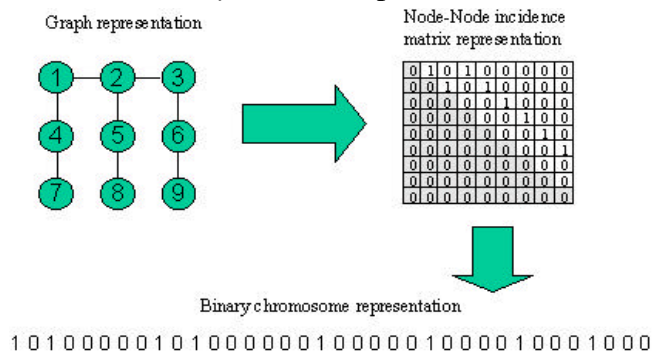 Graph representation
Node-Node incidence
matrix representation
1 2 3
4 5 6
7 8 9
0 1 0 1 0 0 0 0 0
0 0 1 0 1 0 0 0 0
0 0 0 0 0 1 0 0 0
0 0 0 0 0 0 1 0 0
0 0 0 0 0 0 0 1 0
0 0 0 0 0 0 0 0 1
0 0 0 0 0 0 0 0 0
0 0 0 0 0 0 0 0 0
0 0 0 0 0 0 0 0 0
Binary chromosome representation
1 0 1 0 0 0 0 0 1 0 1 0 0 0 0 0 0 1 0 0 0 0 0 1 0 0 0 0 1 0 0 0 1 0 0 0